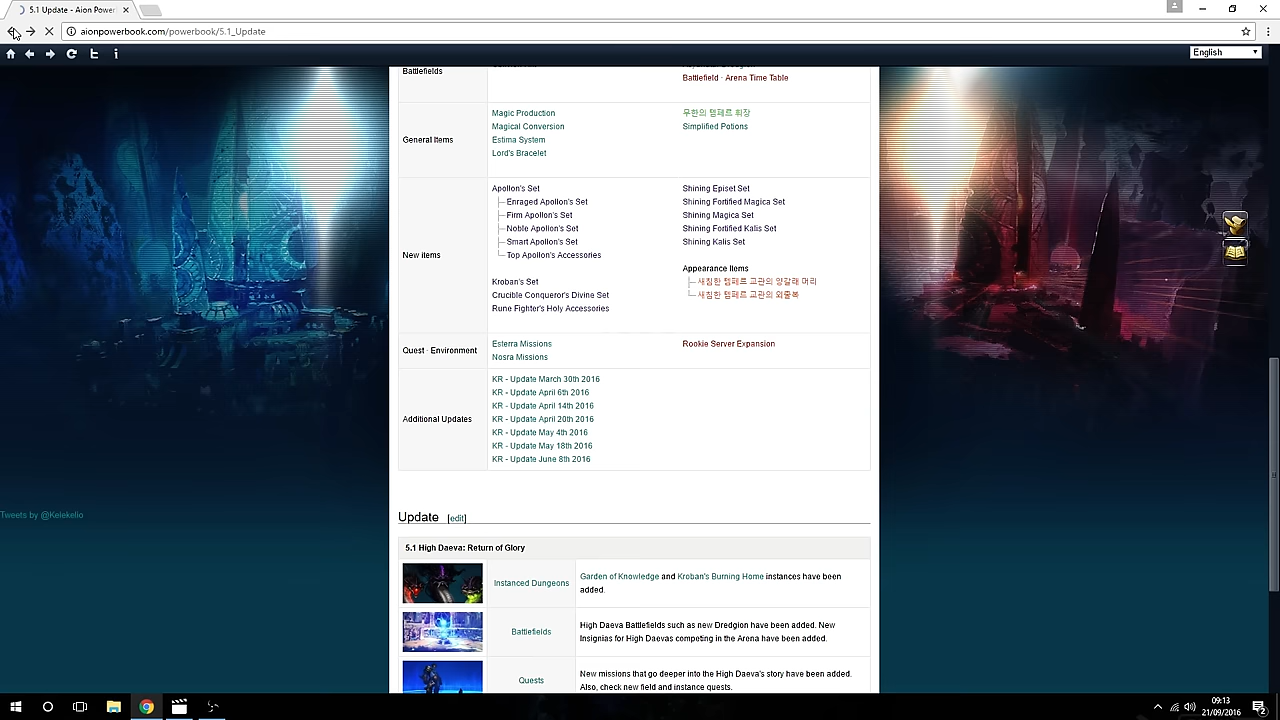 5.1 Update - Aion Power
aionpowerbook.com/powerbook/5.1_Update
English
Battlefields
Battlefield · Arena Time Table
General Items
Magic Production
무한의 템페르 휘장
Magical Conversion
Simplified Potions
Estima System
Lord's Bracelet
New items
Apollon's Set
Shining Episet Set
Enraged Apollon's Set
Shining Fortified Magica Set
Firm Apollon's Set
Shining Magica Set
Noble Apollon's Set
Shining Fortified Kalis Set
Smart Apollon's Set
Shining Kalis Set
Top Apollon's Accessories
Appearance Items
Kroban's Set
새침한 템페르 교관의 양갈래 머리
Crucible Conqueror's Divine Set
새침한 템페르 교관의 외출복
Rune Fighter's Holy Accessories
Quest · Environment
Esterra Missions
Rookie Server Expansion
Nosra Missions
Additional Updates
KR - Update March 30th 2016
KR - Update April 6th 2016
KR - Update April 14th 2016
KR - Update April 20th 2016
KR - Update May 4th 2016
KR - Update May 18th 2016
KR - Update June 8th 2016
Tweets by @Kelekelio
Update [edit]
5.1 High Daeva: Return of Glory
Instanced Dungeons
Garden of Knowledge and Kroban's Burning Home instances have been
added.
Battlefields
High Daeva Battlefields such as new Dredgion have been added. New
Insignias for High Daevas competing in the Arena have been added.
Quests
New missions that go deeper into the High Daeva's story have been added.
Also, check new field and instance quests.
09:13
21/09/2016